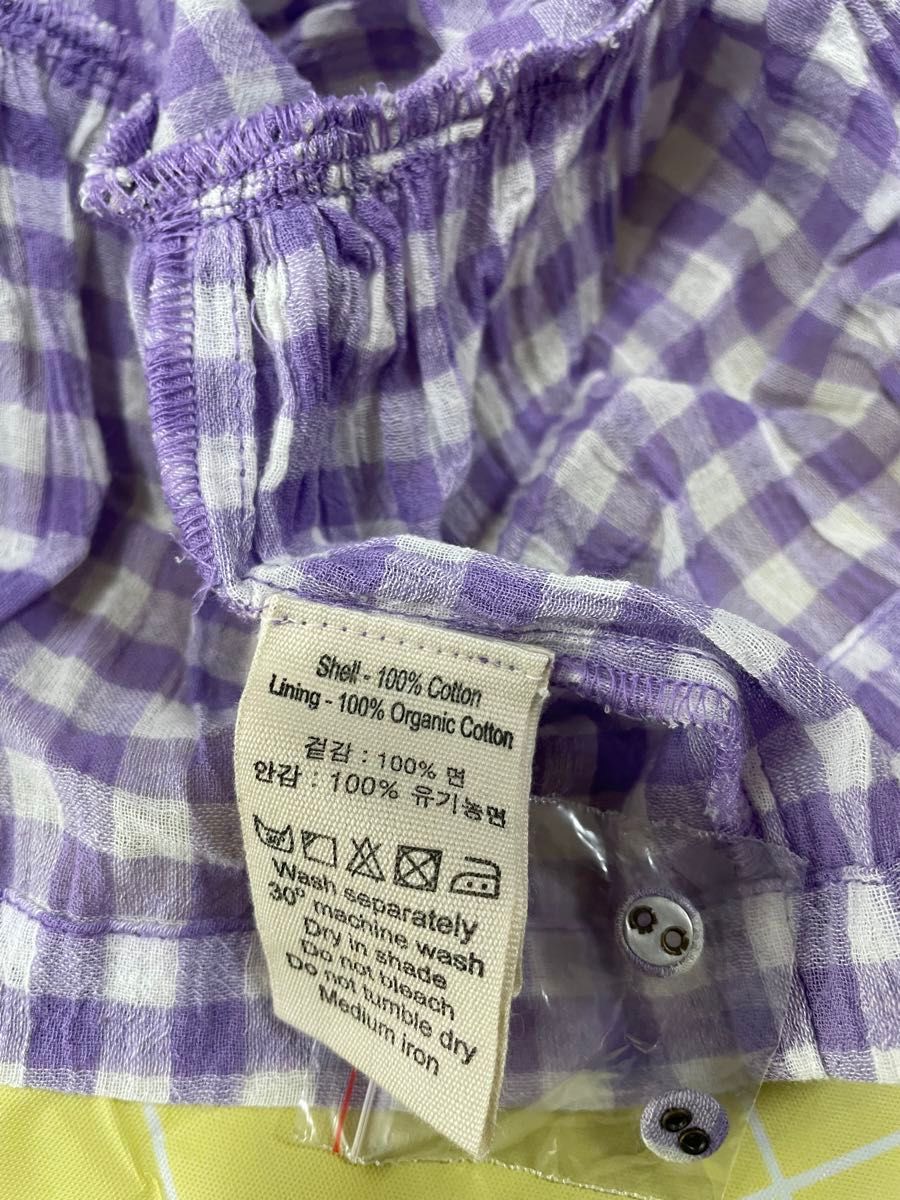 Shell - 100% Cotton
Lining - 100% Organic Cotton
겉감 : 100% 면
안감 : 100% 유기농면
Wash separately
30° machine wash
Dry in shade
Do not bleach
Do not tumble dry
Medium iron